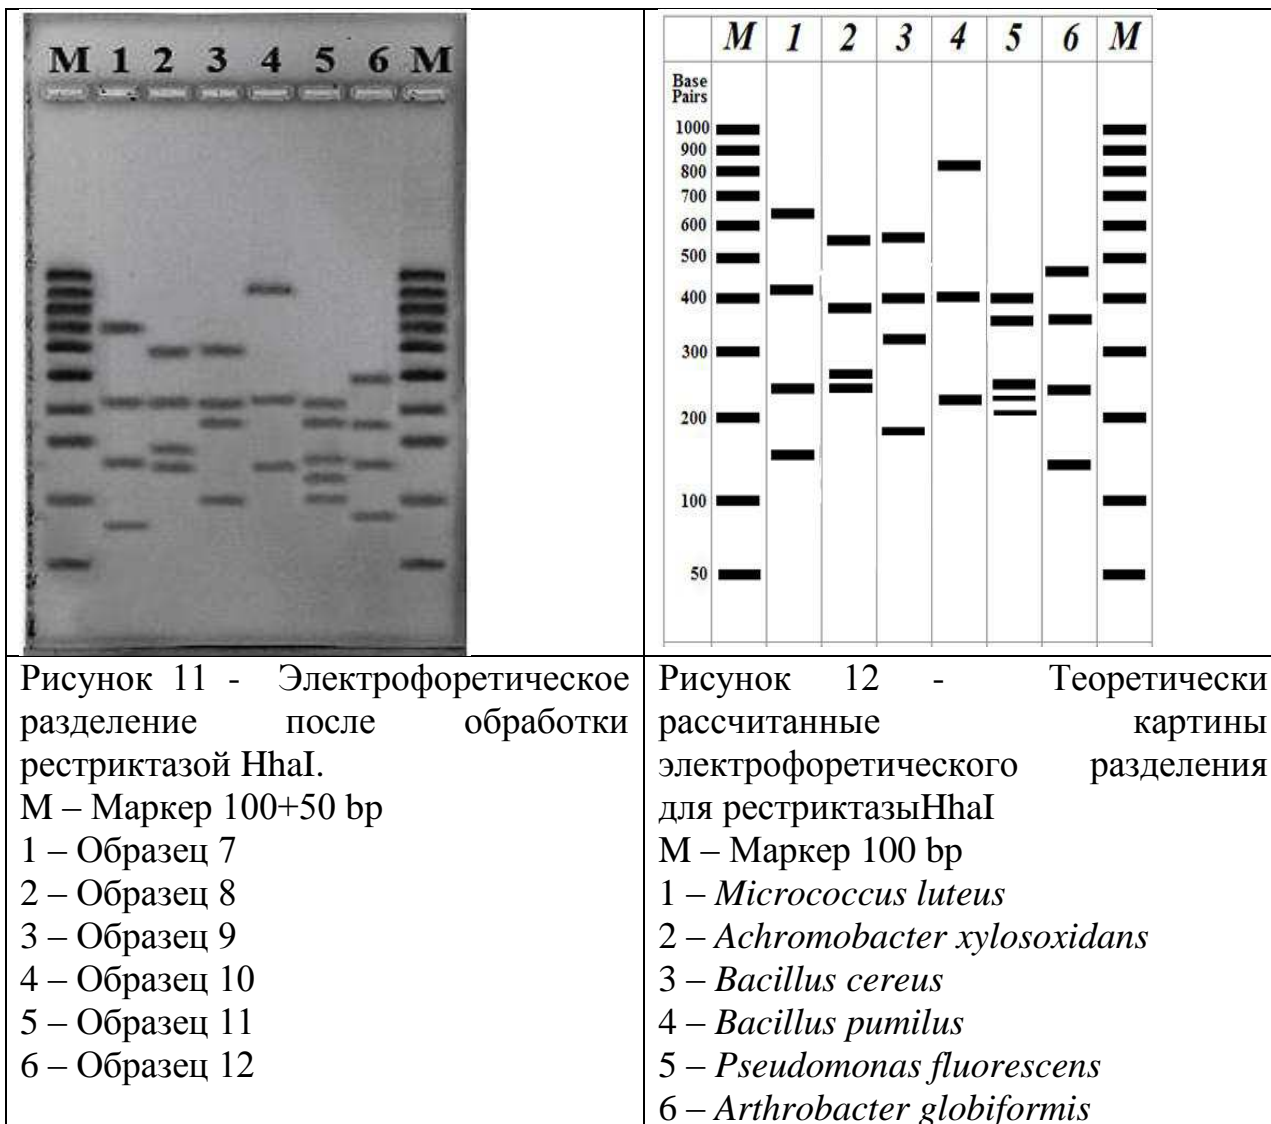 M 1 2 3 4 5 6 M
M 1 2 3 4 5 6 M
Base
Pairs
1000
900
800
700
600
500
400
300
200
100
50
Рисунок 11 - Электрофоретическое
разделение после обработки
рестриктазой HhaI.
М – Маркер 100+50 bp
1 – Образец 7
2 – Образец 8
3 – Образец 9
4 – Образец 10
5 – Образец 11
6 – Образец 12
Рисунок 12 - Теоретически
рассчитанные картины
электрофоретического разделения
для рестриктазыHhaI
М – Маркер 100 bp
1 – Micrococcus luteus
2 – Achromobacter xylosoxidans
3 – Bacillus cereus
4 – Bacillus pumilus
5 – Pseudomonas fluorescens
6 – Arthrobacter globiformis